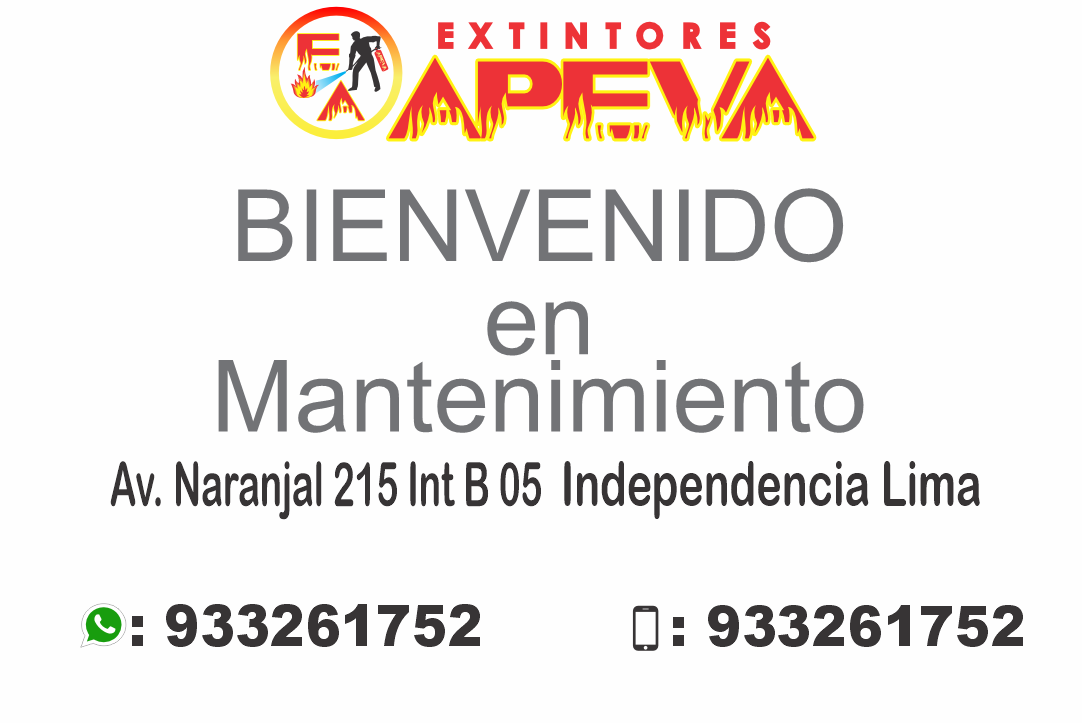 EXTINTORES
APEVA
E A
BIENVENIDO
en
Mantenimiento
Av. Naranjal 215 Int B 05 Independencia Lima
: 933261752
: 933261752